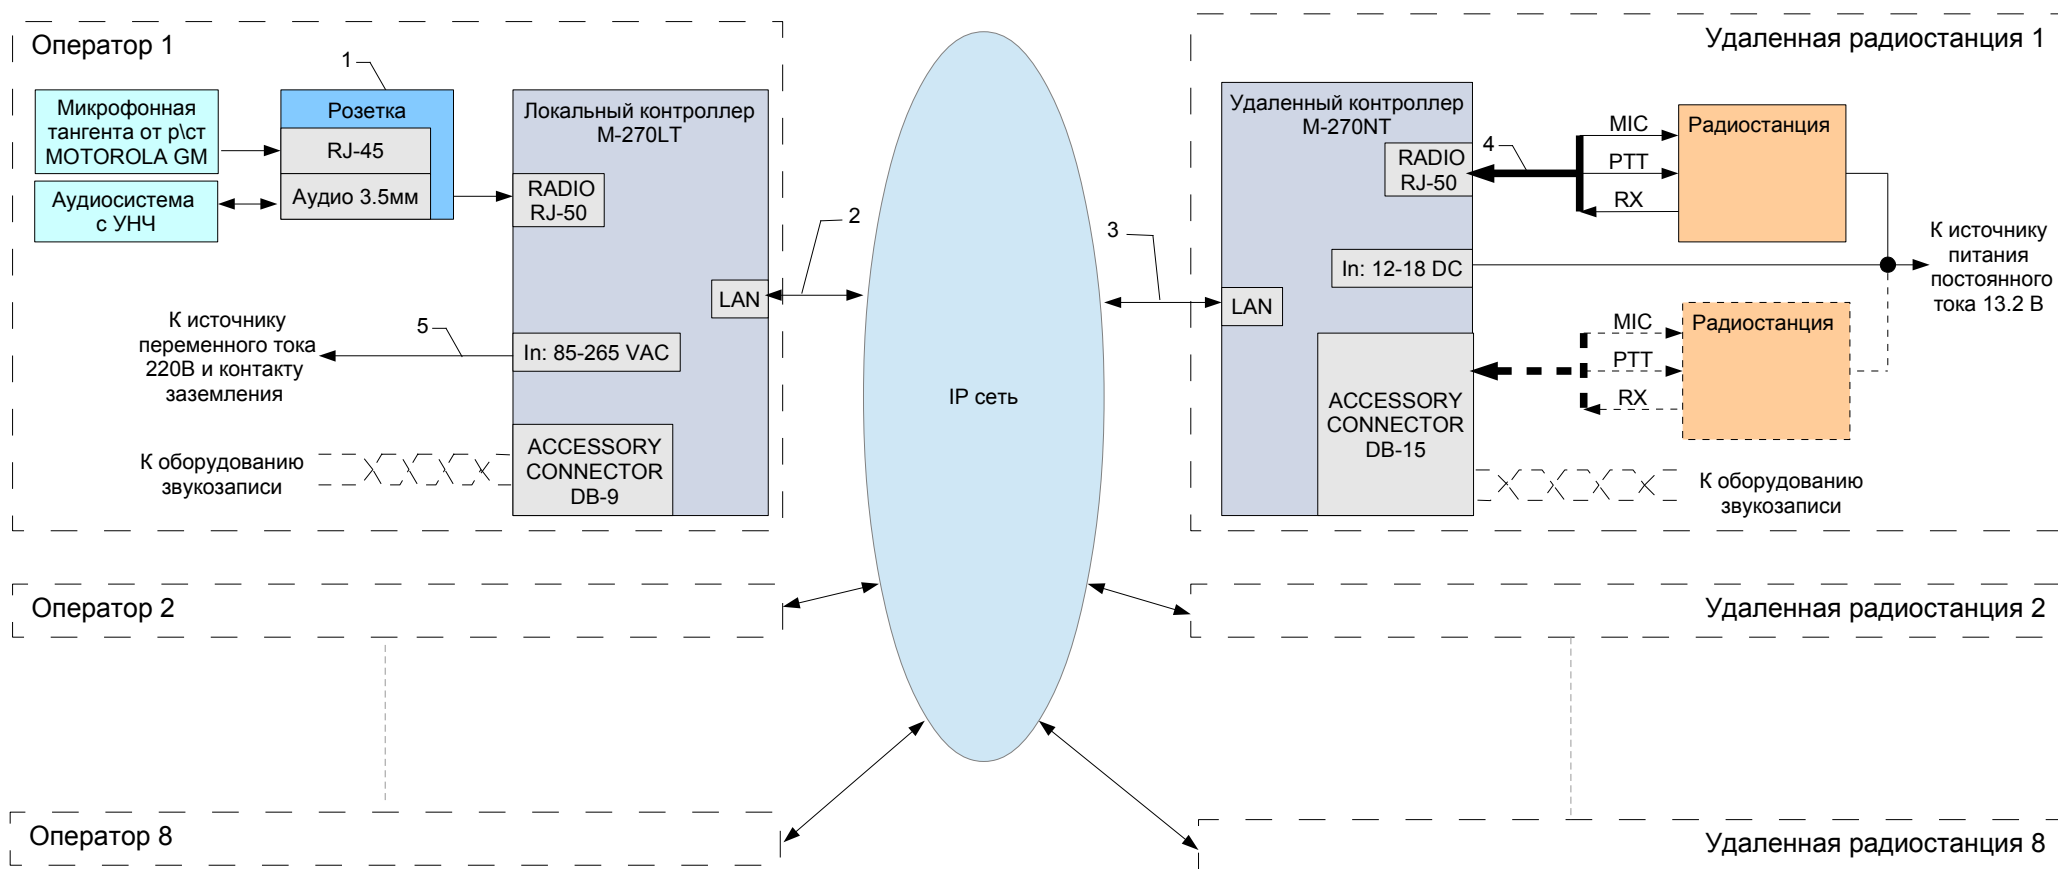 Оператор 1
1
Микрофонная
тангента от р\ст
MOTOROLA GM
Аудиосистема
с УНЧ
Розетка
RJ-45
Аудио 3.5мм
Локальный контроллер
M-270LT
RADIO
RJ-50
LAN
2
К источнику
переменного тока
220В и контакту
заземления
5
In: 85-265 VAC
К оборудованию
звукозаписи
ACCESSORY
CONNECTOR
DB-9
IP сеть
Удаленная радиостанция 1
3
Удаленный контроллер
M-270NT
RADIO
RJ-50
4
MIC
PTT
RX
Радиостанция
In: 12-18 DC
К источнику
питания
постоянного
тока 13.2 В
LAN
ACCESSORY
CONNECTOR
DB-15
MIC
PTT
RX
Радиостанция
К оборудованию
звукозаписи
Оператор 2
Удаленная радиостанция 2
Оператор 8
Удаленная радиостанция 8